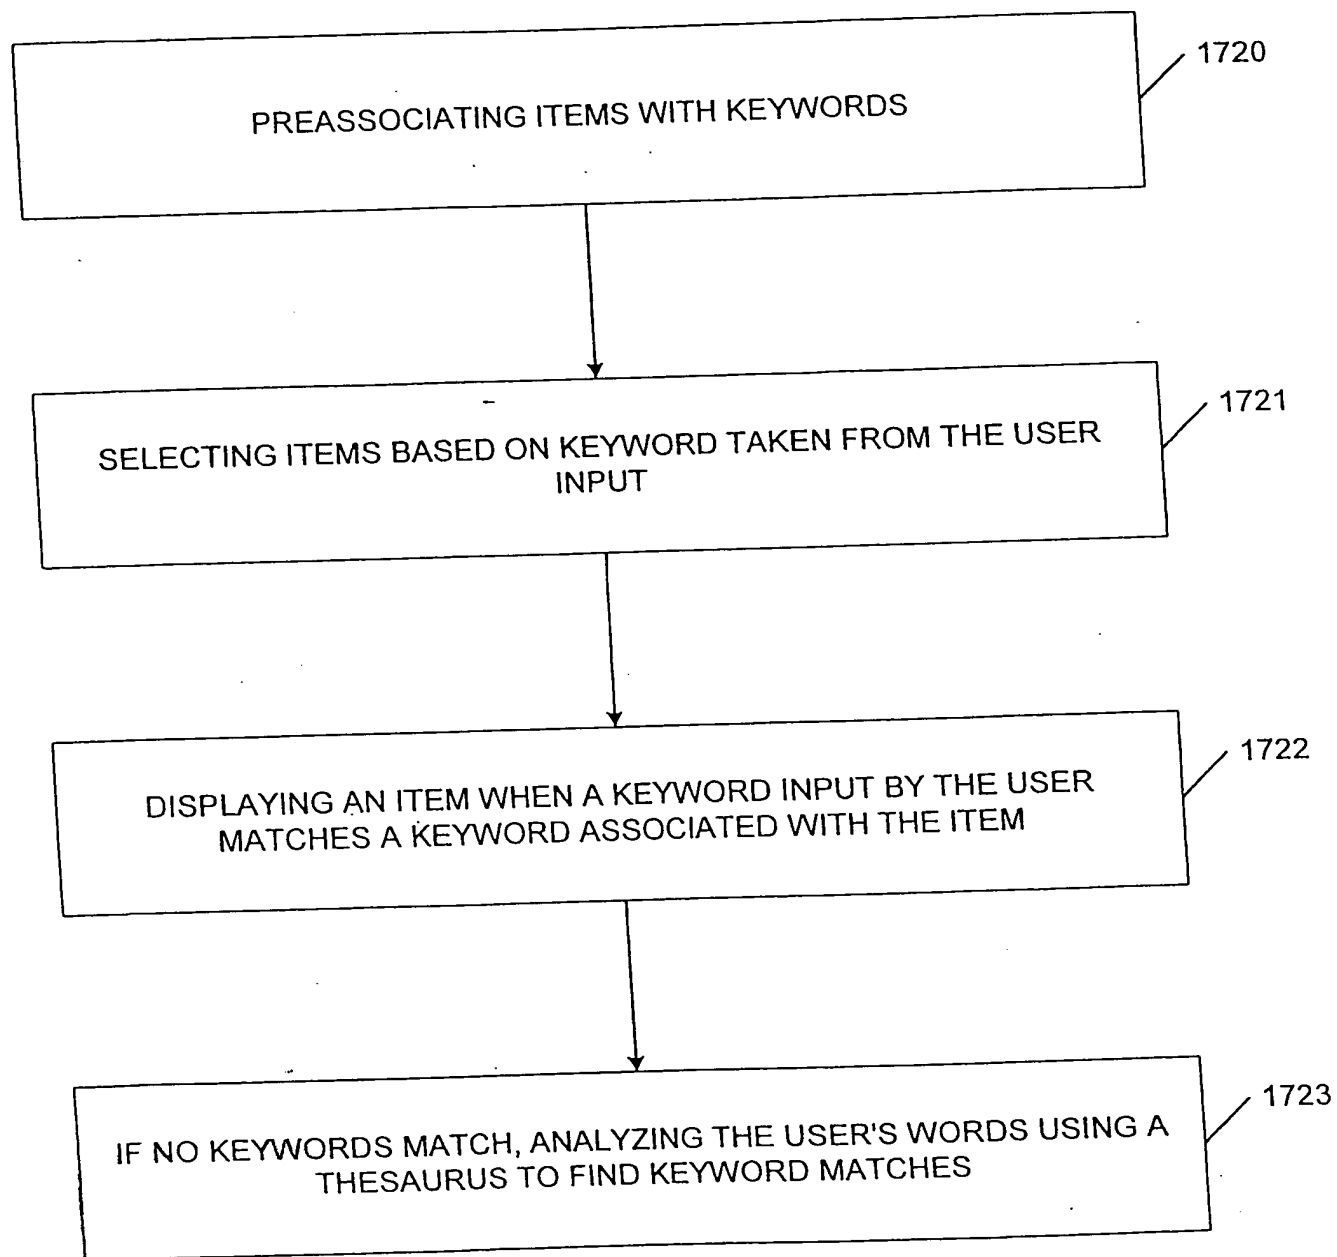 1720
PREASSOCIATING ITEMS WITH KEYWORDS
1721
SELECTING ITEMS BASED ON KEYWORD TAKEN FROM THE USER
INPUT
1722
DISPLAYING AN ITEM WHEN A KEYWORD INPUT BY THE USER
MATCHES A KEYWORD ASSOCIATED WITH THE ITEM
1723
IF NO KEYWORDS MATCH, ANALYZING THE USER'S WORDS USING A
THESAURUS TO FIND KEYWORD MATCHES